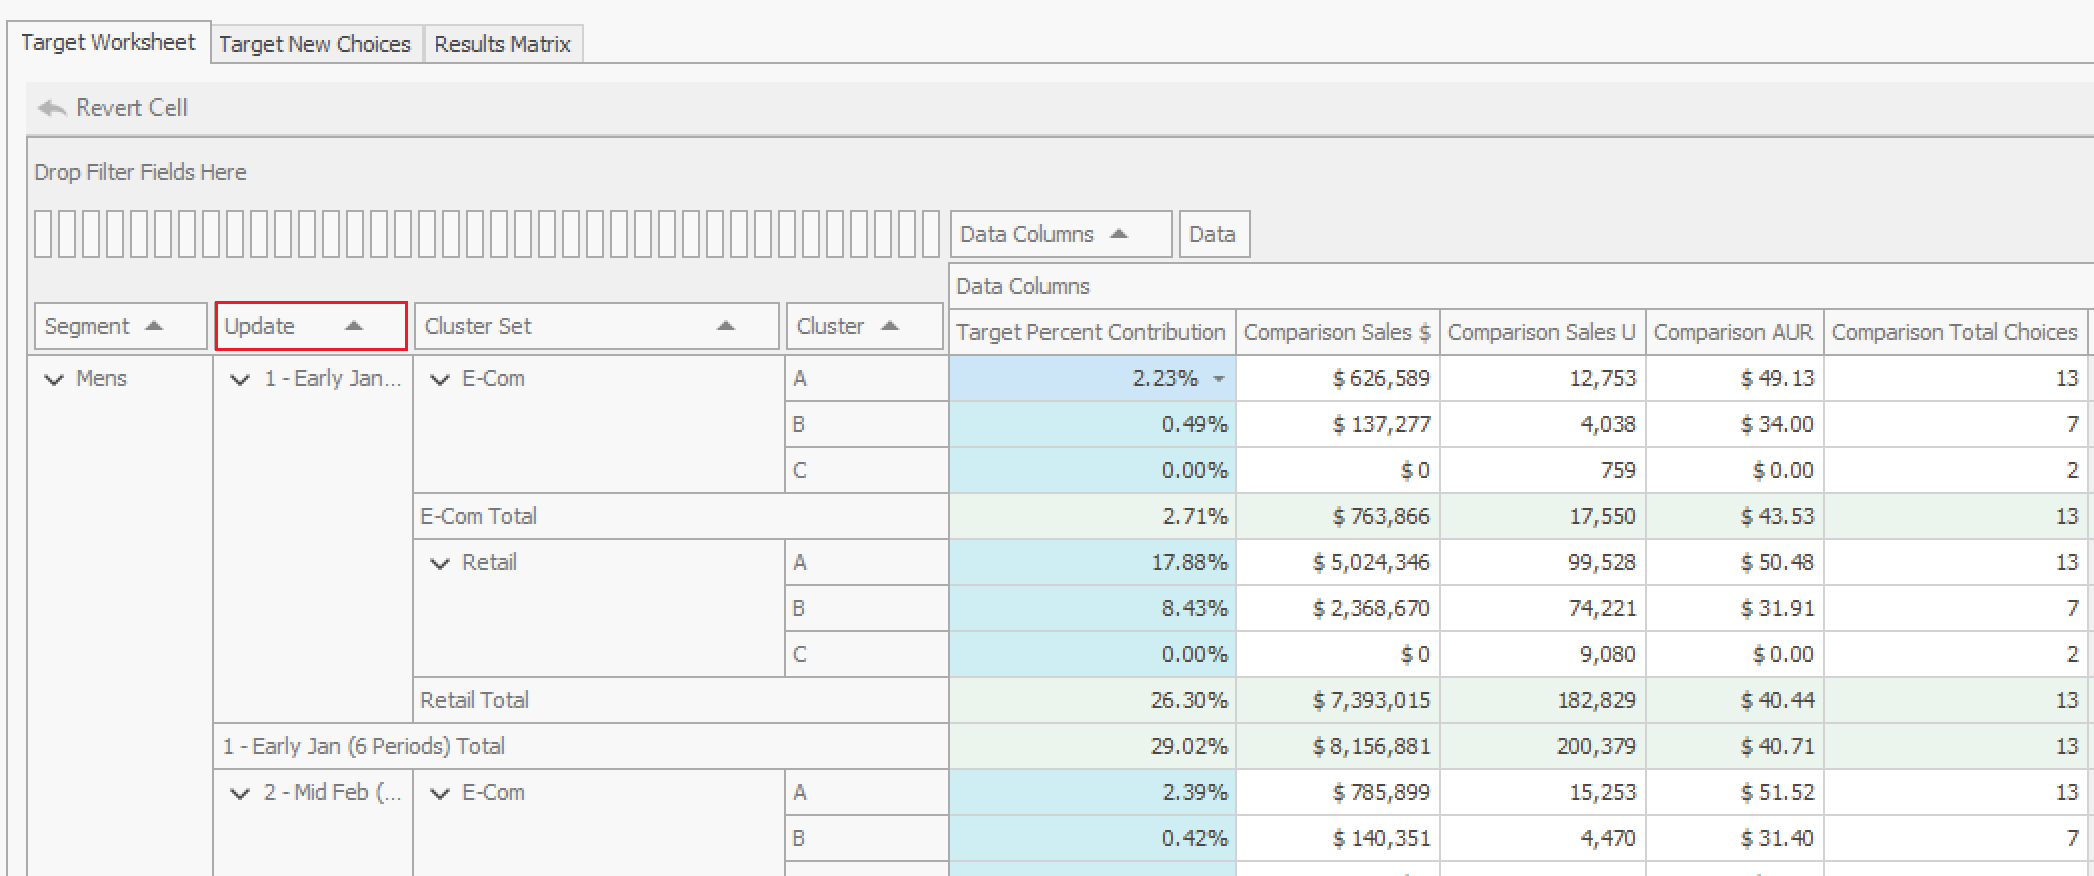 Target Worksheet Target New Choices Results Matrix
Revert Cell
Drop Filter Fields Here
Data Columns Data
Data Columns
Segment Update Cluster Set Cluster Target Percent Contribution Comparison Sales $ Comparison Sales U Comparison AUR Comparison Total Choices
Mens 1 - Early Jan... E-Com A 2.23% $ 626,589 12,753 $ 49.13 13
B 0.49% $ 137,277 4,038 $ 34.00 7
C 0.00% $ 0 759 $ 0.00 2
E-Com Total 2.71% $ 763,866 17,550 $ 43.53 13
Retail A 17.88% $ 5,024,346 99,528 $ 50.48 13
B 8.43% $ 2,368,670 74,221 $ 31.91 7
C 0.00% $ 0 9,080 $ 0.00 2
Retail Total 26.30% $ 7,393,015 182,829 $ 40.44 13
1 - Early Jan (6 Periods) Total 29.02% $ 8,156,881 200,379 $ 40.71 13
2 - Mid Feb (... E-Com A 2.39% $ 785,899 15,253 $ 51.52 13
B 0.42% $ 140,351 4,470 $ 31.40 7